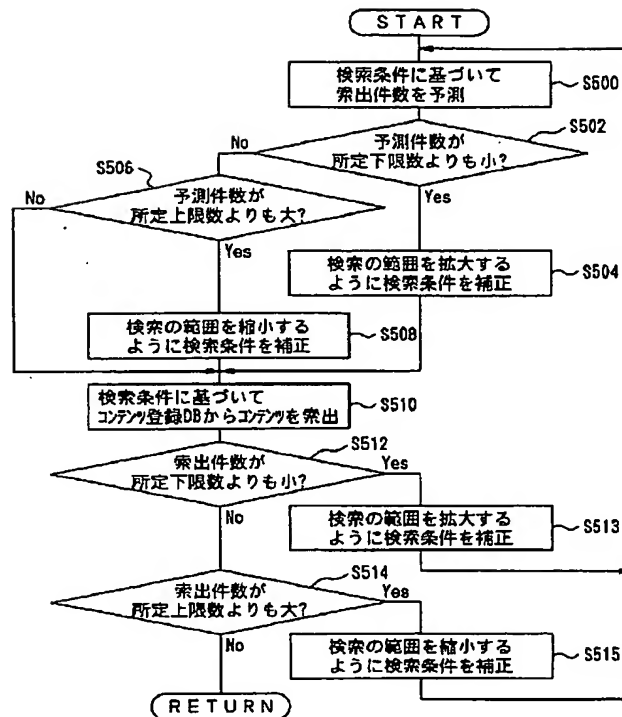 START
検索条件に基づいて
索出件数を予測
S500
S502
予測件数が
所定下限数よりも小?
No
Yes
S506
予測件数が
所定上限数よりも大?
No
Yes
検索の範囲を拡大する
ように検索条件を補正
S504
検索の範囲を縮小する
ように検索条件を補正
S508
検索条件に基づいて
コンテンツ登録DBからコンテンツを索出
S510
S512
索出件数が
所定下限数よりも小?
Yes
No
検索の範囲を拡大する
ように検索条件を補正
S513
S514
索出件数が
所定上限数よりも大?
Yes
No
検索の範囲を縮小する
ように検索条件を補正
S515
RETURN